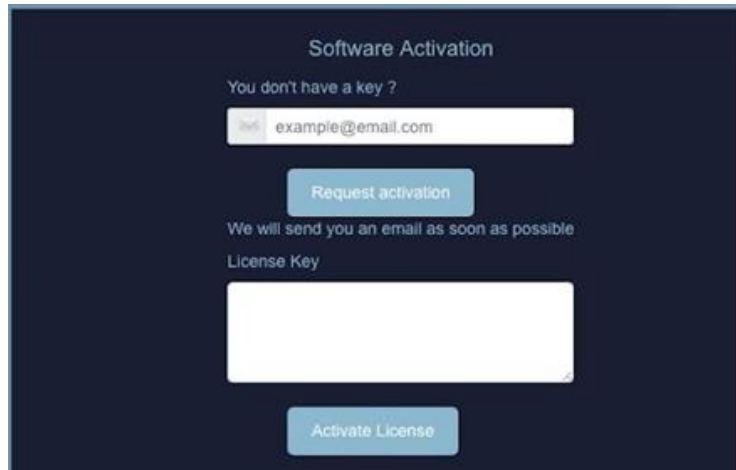 Software Activation
You don't have a key ?
example@email.com
Request activation
We will send you an email as soon as possible
License Key
Activate License